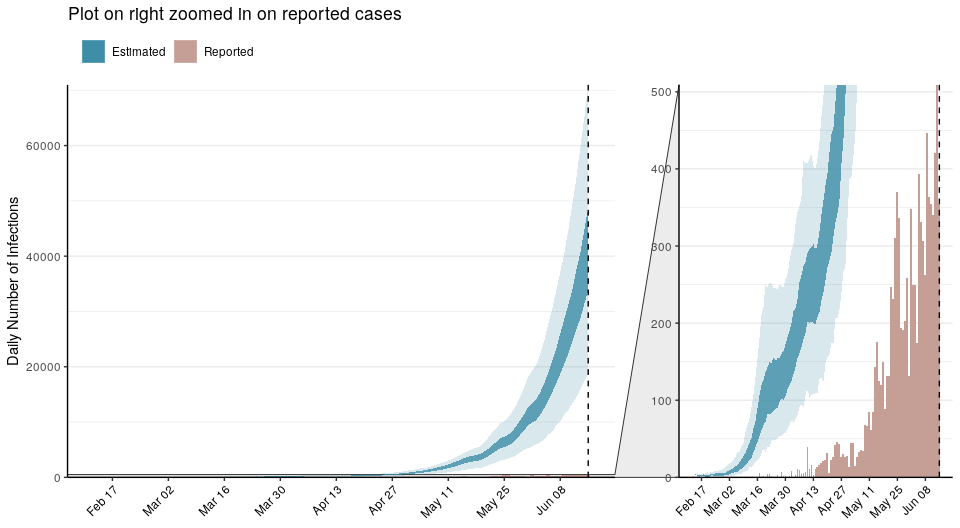 Plot on right zoomed in on reported cases
Estimated Reported
Daily Number of Infections
60000
40000
20000
0
Feb 17 Mar 02 Mar 16 Mar 30 Apr 13 Apr 27 May 11 May 25 Jun 08
500
400
300
200
100
0
Feb 17 Mar 02 Mar 16 Mar 30 Apr 13 Apr 27 May 11 May 25 Jun 08